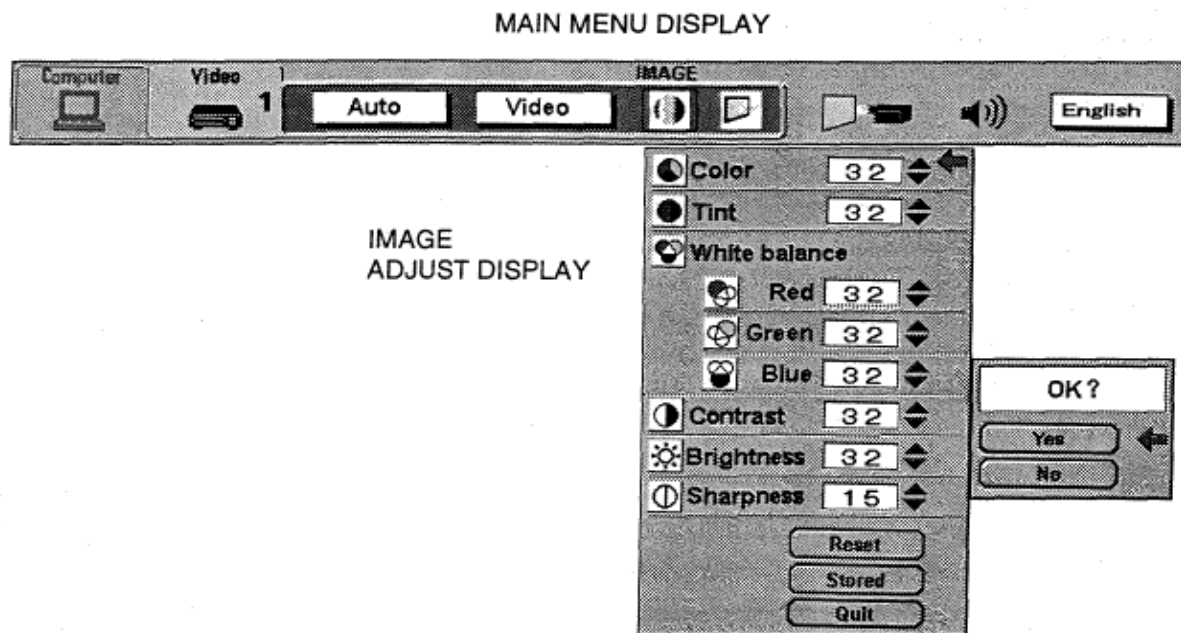 MAIN MENU DISPLAY
Computer Video 1 Auto Video IMAGE English
IMAGE
ADJUST DISPLAY
Color 32
Tint 32
White balance
Red 32
Green 32
Blue 32
Contrast 32
Brightness 32
Sharpness 15
Reset
Stored
Quit
OK?
Yes
No